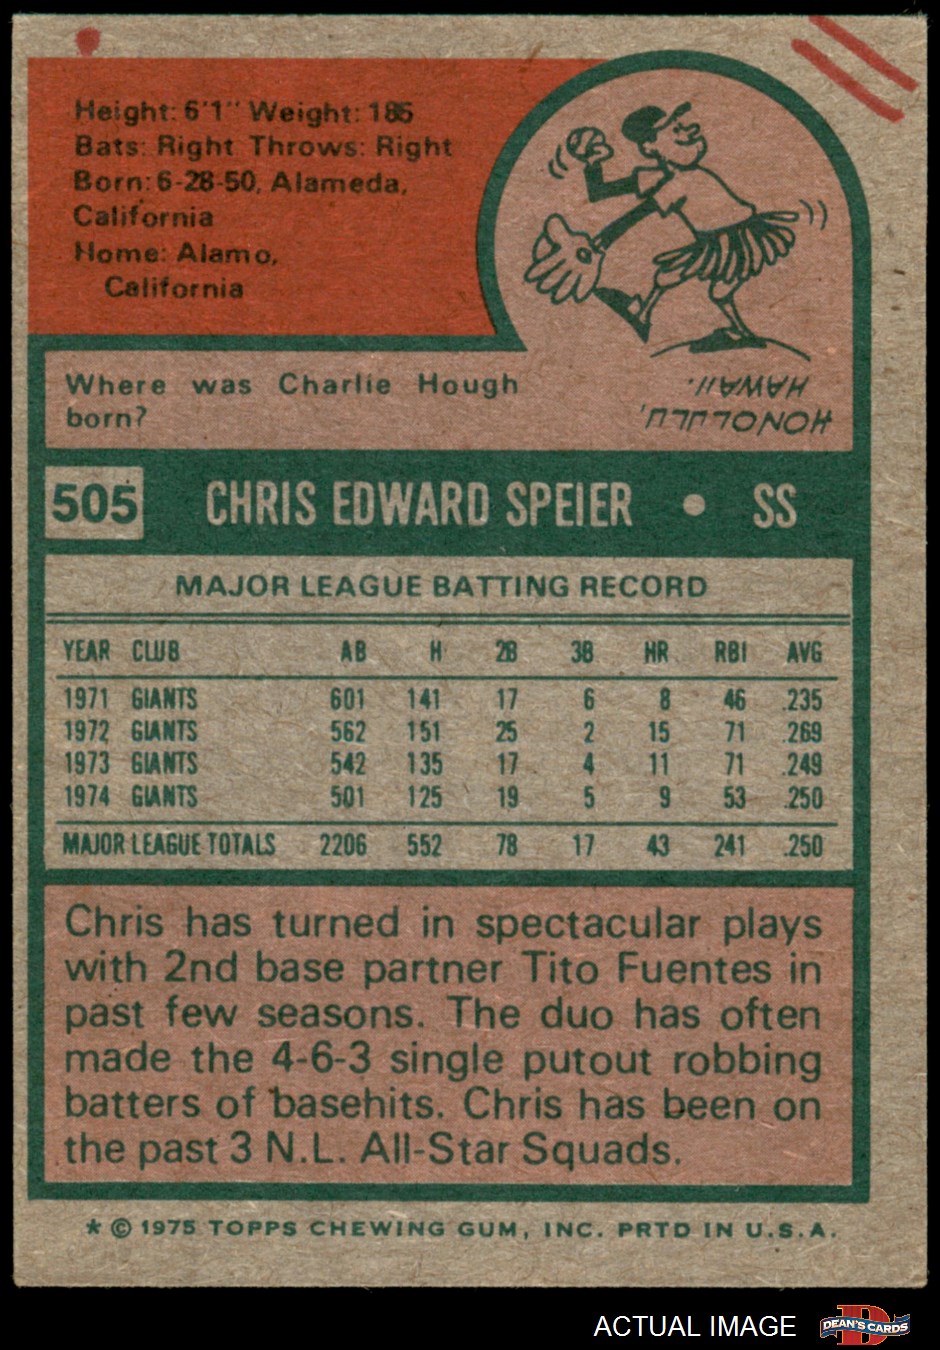 Height: 6'1" Weight: 185
Bats: Right Throws: Right
Born: 6-28-50, Alameda,
California
Home: Alamo,
California
Where was Charlie Hough
born?
HONOLULU,
HAWAII.
505 CHRIS EDWARD SPEIER • SS
MAJOR LEAGUE BATTING RECORD
YEAR CLUB AB H 2B 3B HR RBI AVG
1971 GIANTS 601 141 17 6 8 46 .235
1972 GIANTS 562 151 25 2 15 71 .269
1973 GIANTS 542 135 17 4 11 71 .249
1974 GIANTS 501 125 19 5 9 53 .250
MAJOR LEAGUE TOTALS 2206 552 78 17 43 241 .250
Chris has turned in spectacular plays
with 2nd base partner Tito Fuentes in
past few seasons. The duo has often
made the 4-6-3 single putout robbing
batters of basehits. Chris has been on
the past 3 N.L. All-Star Squads.
* © 1975 TOPPS CHEWING GUM, INC. PRTD IN U.S.A.
ACTUAL IMAGE
D
DEAN'S CARDS